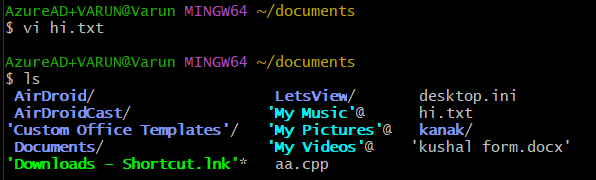 AzureAD+VARUN@Varun MINGW64 ~/documents
$ vi hi.txt
AzureAD+VARUN@Varun MINGW64 ~/documents
$ ls
AirDroid/ LetsView/ desktop.ini
AirDroidCast/ 'My Music'@ hi.txt
'Custom Office Templates'/ 'My Pictures'@ kanak/
Documents/ 'My Videos'@ 'kushal form.docx'
'Downloads - Shortcut.lnk'* aa.cpp